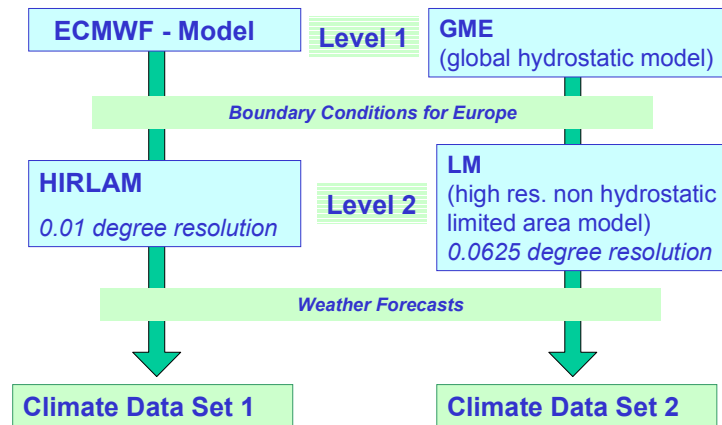 ECMWF - Model
Level 1
GME
(global hydrostatic model)
Boundary Conditions for Europe
HIRLAM
0.01 degree resolution
Level 2
LM
(high res. non hydrostatic
limited area model)
0.0625 degree resolution
Weather Forecasts
Climate Data Set 1
Climate Data Set 2